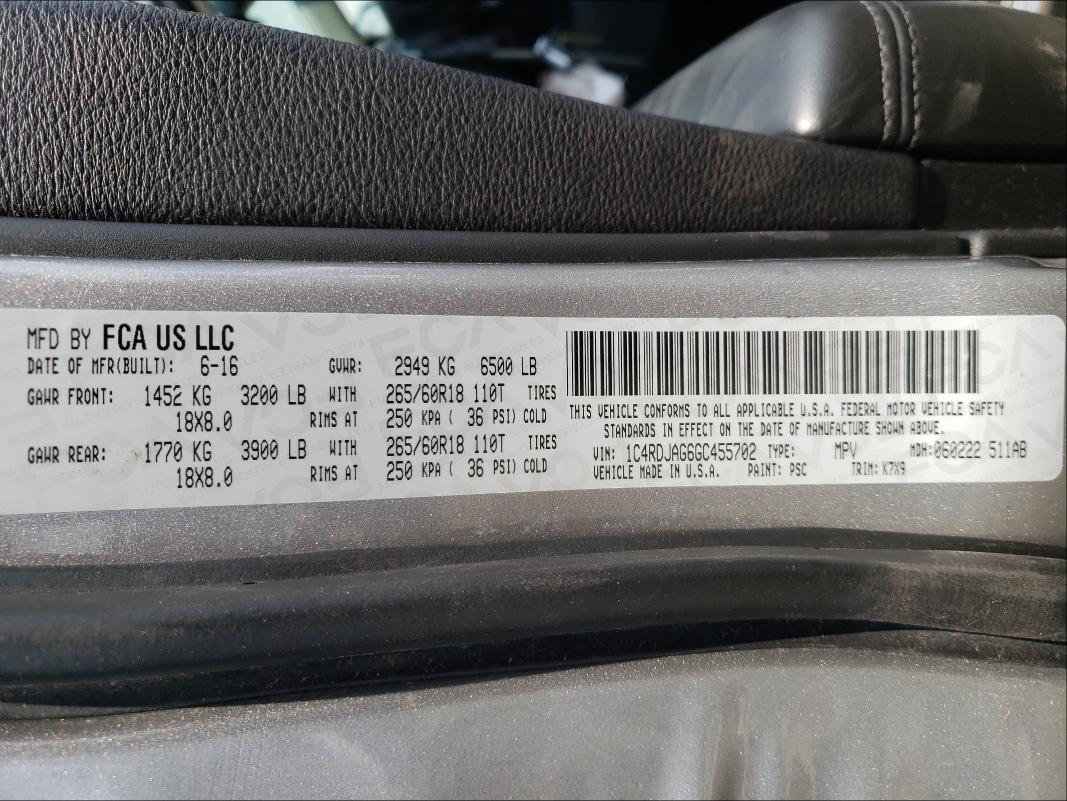 MFD BY FCA US LLC
DATE OF MFR(BUILT): 6-16 GVWR: 2949 KG 6500 LB
GAWR FRONT: 1452 KG 3200 LB WITH 265/60R18 110T TIRES
18X8.0 RIMS AT 250 KPA ( 36 PSI) COLD
GAWR REAR: 1770 KG 3900 LB WITH 265/60R18 110T TIRES
18X8.0 RIMS AT 250 KPA ( 36 PSI) COLD
THIS VEHICLE CONFORMS TO ALL APPLICABLE U.S.A. FEDERAL MOTOR VEHICLE SAFETY
STANDARDS IN EFFECT ON THE DATE OF MANUFACTURE SHOWN ABOVE.
VIN: 1C4RDJAG6GC455702 TYPE: MPV MDH:060222 511AB
VEHICLE MADE IN U.S.A. PAINT: PSC TRIM: K7X9